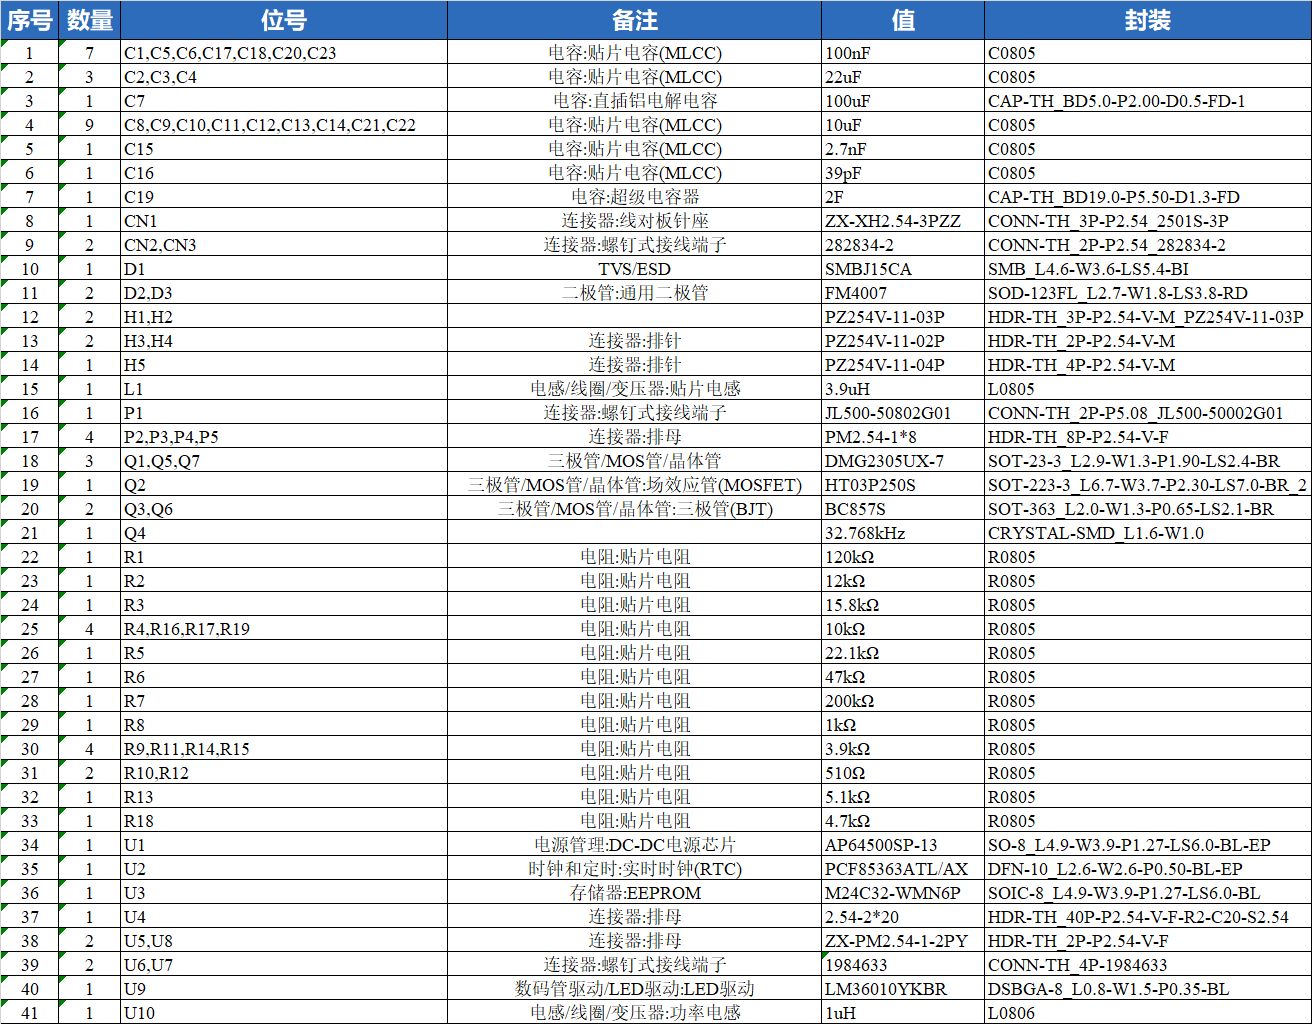 序号 数量 位号 备注 值 封装
1 7 C1,C5,C6,C17,C18,C20,C23 电容:贴片电容(MLCC) 100nF C0805
2 3 C2,C3,C4 电容:贴片电容(MLCC) 22uF C0805
3 1 C7 电容:直插铝电解电容 100uF CAP-TH_BD5.0-P2.00-D0.5-FD-1
4 9 C8,C9,C10,C11,C12,C13,C14,C21,C22 电容:贴片电容(MLCC) 10uF C0805
5 1 C15 电容:贴片电容(MLCC) 2.7nF C0805
6 1 C16 电容:贴片电容(MLCC) 39pF C0805
7 1 C19 电容:超级电容器 2F CAP-TH_BD19.0-P5.50-D1.3-FD
8 1 CN1 连接器:线对板针座 ZX-XH2.54-3PZZ CONN-TH_3P-P2.54_2501S-3P
9 2 CN2,CN3 连接器:螺钉式接线端子 282834-2 CONN-TH_2P-P2.54_282834-2
10 1 D1 TVS/ESD SMBJ15CA SMB_L4.6-W3.6-LS5.4-BI
11 2 D2,D3 二极管:通用二极管 FM4007 SOD-123FL_L2.7-W1.8-LS3.8-RD
12 2 H1,H2 PZ254V-11-03P HDR-TH_3P-P2.54-V-M_PZ254V-11-03P
13 2 H3,H4 连接器:排针 PZ254V-11-02P HDR-TH_2P-P2.54-V-M
14 1 H5 连接器:排针 PZ254V-11-04P HDR-TH_4P-P2.54-V-M
15 1 L1 电感/线圈/变压器:贴片电感 3.9uH L0805
16 1 P1 连接器:螺钉式接线端子 JL500-50802G01 CONN-TH_2P-P5.08_JL500-50002G01
17 4 P2,P3,P4,P5 连接器:排母 PM2.54-1*8 HDR-TH_8P-P2.54-V-F
18 3 Q1,Q5,Q7 三极管/MOS管/晶体管 DMG2305UX-7 SOT-23-3_L2.9-W1.3-P1.90-LS2.4-BR
19 1 Q2 三极管/MOS管/晶体管:场效应管(MOSFET) HT03P250S SOT-223-3_L6.7-W3.7-P2.30-LS7.0-BR_2
20 2 Q3,Q6 三极管/MOS管/晶体管:三极管(BJT) BC857S SOT-363_L2.0-W1.3-P0.65-LS2.1-BR
21 1 Q4 32.768kHz CRYSTAL-SMD_L1.6-W1.0
22 1 R1 电阻:贴片电阻 120kΩ R0805
23 1 R2 电阻:贴片电阻 12kΩ R0805
24 1 R3 电阻:贴片电阻 15.8kΩ R0805
25 4 R4,R16,R17,R19 电阻:贴片电阻 10kΩ R0805
26 1 R5 电阻:贴片电阻 22.1kΩ R0805
27 1 R6 电阻:贴片电阻 47kΩ R0805
28 1 R7 电阻:贴片电阻 200kΩ R0805
29 1 R8 电阻:贴片电阻 1kΩ R0805
30 4 R9,R11,R14,R15 电阻:贴片电阻 3.9kΩ R0805
31 2 R10,R12 电阻:贴片电阻 510Ω R0805
32 1 R13 电阻:贴片电阻 5.1kΩ R0805
33 1 R18 电阻:贴片电阻 4.7kΩ R0805
34 1 U1 电源管理:DC-DC电源芯片 AP64500SP-13 SO-8_L4.9-W3.9-P1.27-LS6.0-BL-EP
35 1 U2 时钟和定时:实时时钟(RTC) PCF85363ATL/AX DFN-10_L2.6-W2.6-P0.50-BL-EP
36 1 U3 存储器:EEPROM M24C32-WMN6P SOIC-8_L4.9-W3.9-P1.27-LS6.0-BL
37 1 U4 连接器:排母 2.54-2*20 HDR-TH_40P-P2.54-V-F-R2-C20-S2.54
38 2 U5,U8 连接器:排母 ZX-PM2.54-1-2PY HDR-TH_2P-P2.54-V-F
39 2 U6,U7 连接器:螺钉式接线端子 1984633 CONN-TH_4P-1984633
40 1 U9 数码管驱动/LED驱动:LED驱动 LM36010YKBR DSBGA-8_L0.8-W1.5-P0.35-BL
41 1 U10 电感/线圈/变压器:功率电感 1uH L0806